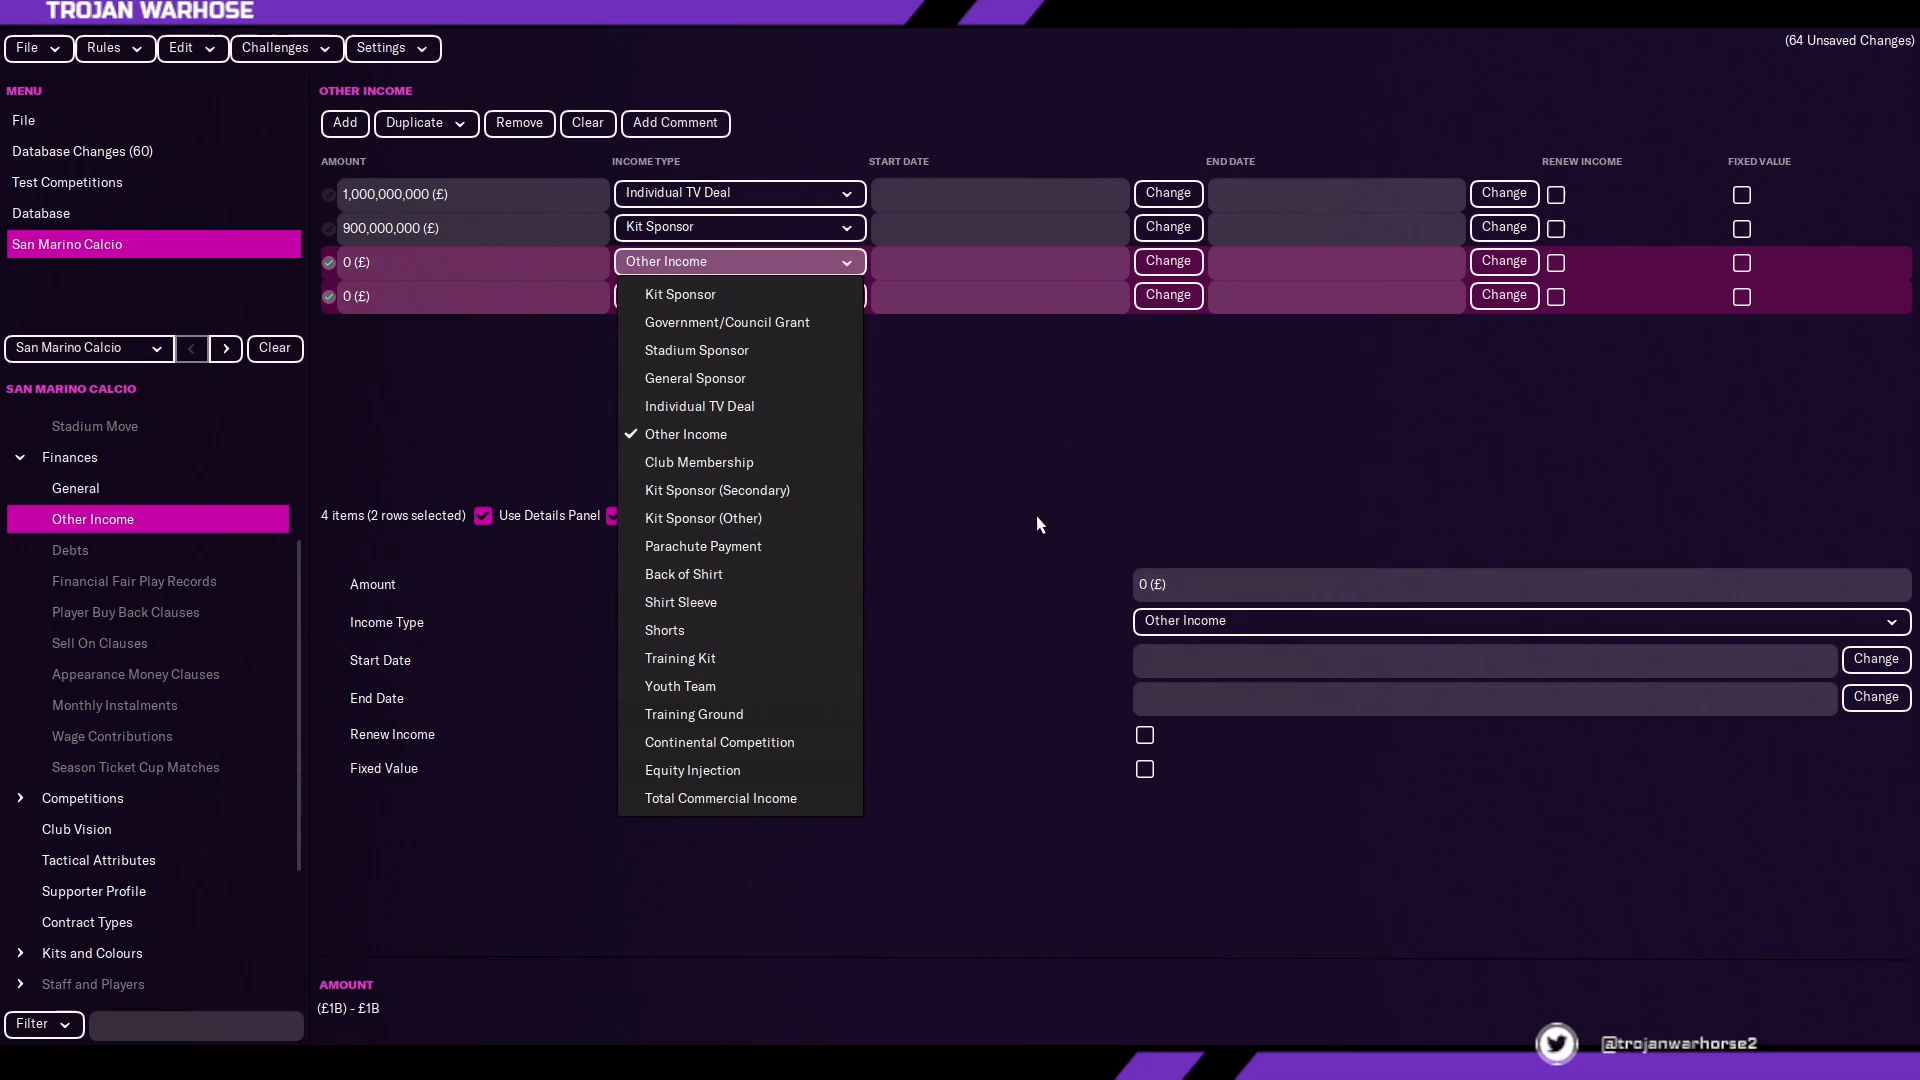 TROJAN WARHOSE
File Rules Edit Challenges Settings (64 Unsaved Changes)
MENU
File
Database Changes (60)
Test Competitions
Database
San Marino Calcio
San Marino Calcio Clear
SAN MARINO CALCIO
Stadium Move
Finances
General
Other Income
Debts
Financial Fair Play Records
Player Buy Back Clauses
Sell On Clauses
Appearance Money Clauses
Monthly Instalments
Wage Contributions
Season Ticket Cup Matches
Competitions
Club Vision
Tactical Attributes
Supporter Profile
Contract Types
Kits and Colours
Staff and Players
Filter
OTHER INCOME
Add Duplicate Remove Clear Add Comment
AMOUNT INCOME TYPE START DATE END DATE RENEW INCOME FIXED VALUE
1,000,000,000 (£) Individual TV Deal Change Change
900,000,000 (£) Kit Sponsor Change Change
0 (£) Other Income Change Change
0 (£) Change Change
Kit Sponsor
Government/Council Grant
Stadium Sponsor
General Sponsor
Individual TV Deal
Other Income
Club Membership
Kit Sponsor (Secondary)
Kit Sponsor (Other)
Parachute Payment
Back of Shirt
Shirt Sleeve
Shorts
Training Kit
Youth Team
Training Ground
Continental Competition
Equity Injection
Total Commercial Income
4 items (2 rows selected) Use Details Panel
Amount 0 (£)
Income Type Other Income
Start Date Change
End Date Change
Renew Income
Fixed Value
AMOUNT
(£1B) - £1B
@trojanwarhorse2